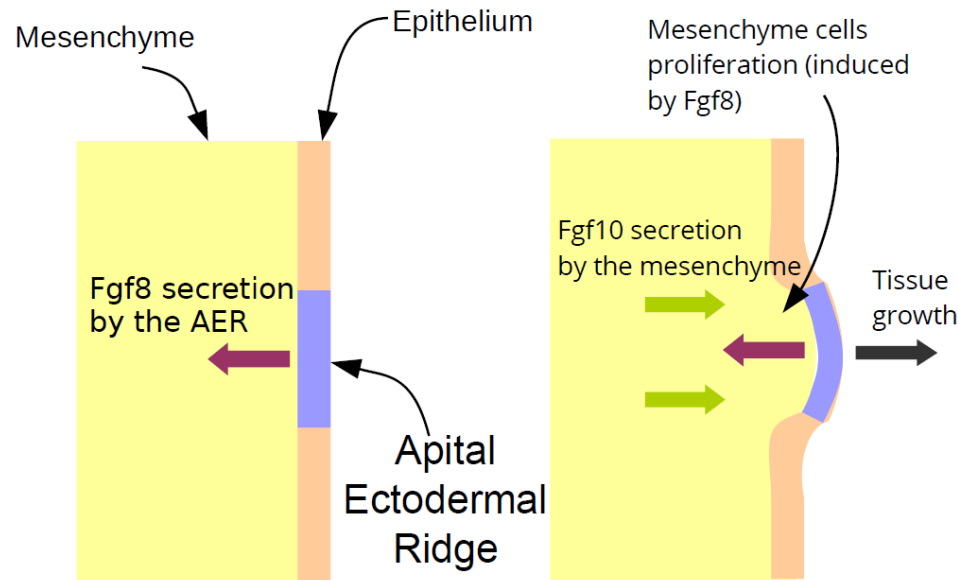 Mesenchyme
Epithelium
Fgf8 secretion
by the AER
Apital
Ectodermal
Ridge
Mesenchyme cells
proliferation (induced
by Fgf8)
Fgf10 secretion
by the mesenchyme
Tissue
growth